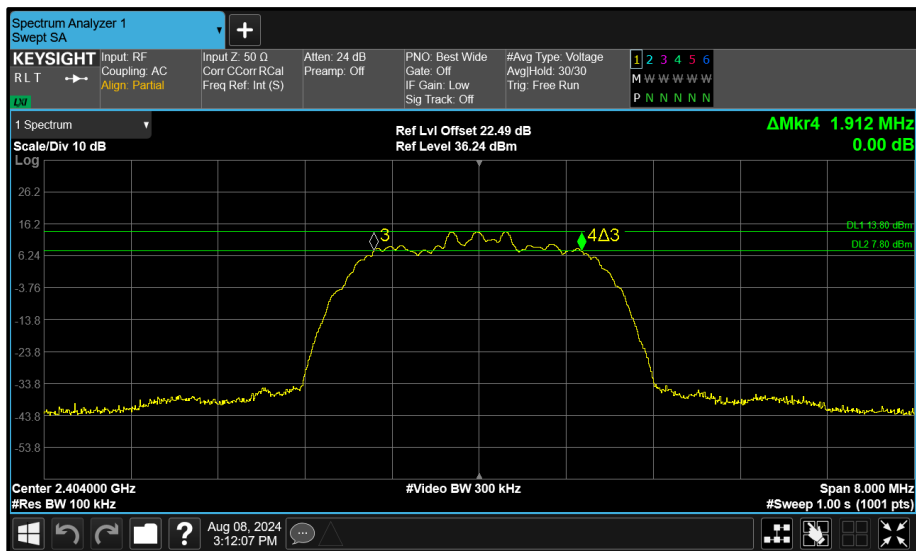 Spectrum Analyzer 1
Swept SA
+
KEYSIGHT
R L T
LXI
Input: RF
Coupling: AC
Align: Partial
Input Z: 50 Ω
Corr CCorr RCal
Freq Ref: Int (S)
Atten: 24 dB
Preamp: Off
PNO: Best Wide
Gate: Off
IF Gain: Low
Sig Track: Off
#Avg Type: Voltage
Avg|Hold: 30/30
Trig: Free Run
1 2 3 4 5 6
M W W W W W
P N N N N N
1 Spectrum
Scale/Div 10 dB
Ref Lvl Offset 22.49 dB
Ref Level 36.24 dBm
ΔMkr4 1.912 MHz
0.00 dB
Log
26.2
16.2
6.24
-3.76
-13.8
-23.8
-33.8
-43.8
-53.8
3
4Δ3
DL1 13.80 dBm
DL2 7.80 dBm
Center 2.404000 GHz
#Res BW 100 kHz
#Video BW 300 kHz
Span 8.000 MHz
#Sweep 1.00 s (1001 pts)
?
Aug 08, 2024
3:12:07 PM